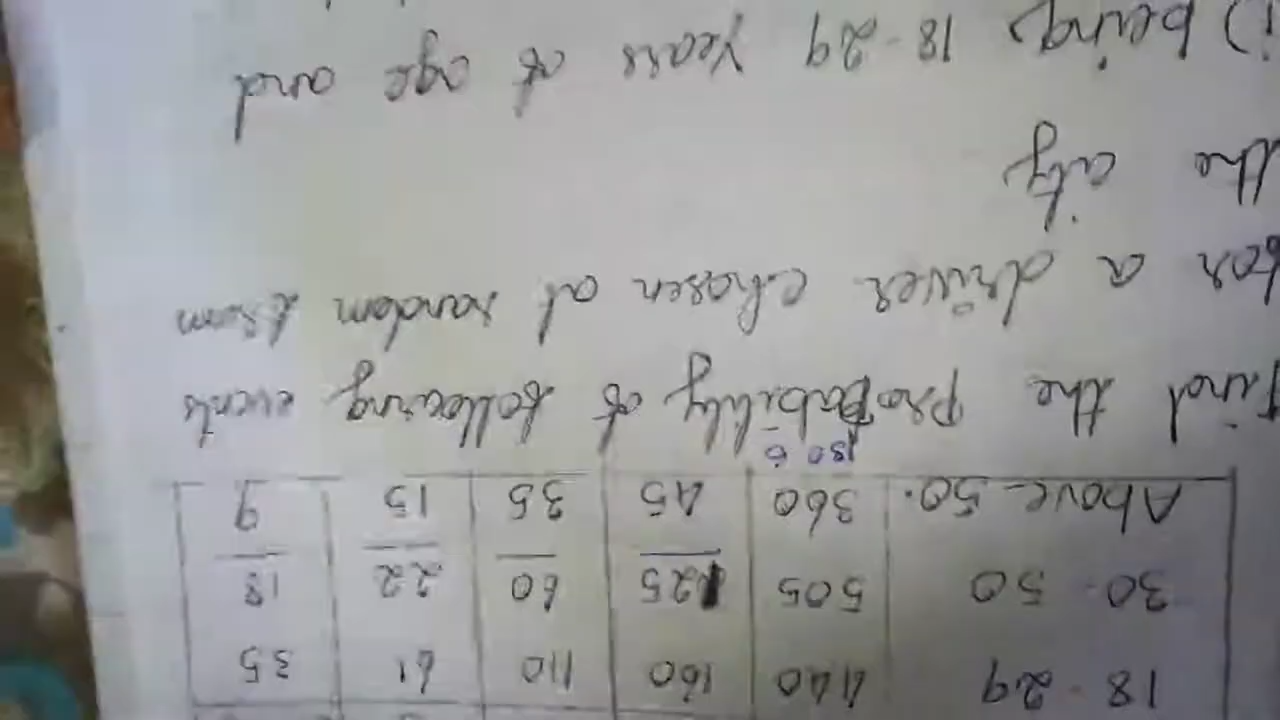 18-29 440 160 110 61 35
30-50 505 125 60 22 18
Above 50. 360 45 35 15 9
Find the Probability of following events
for a driver chosen at random from
the city
i) being 18-29 years of age and